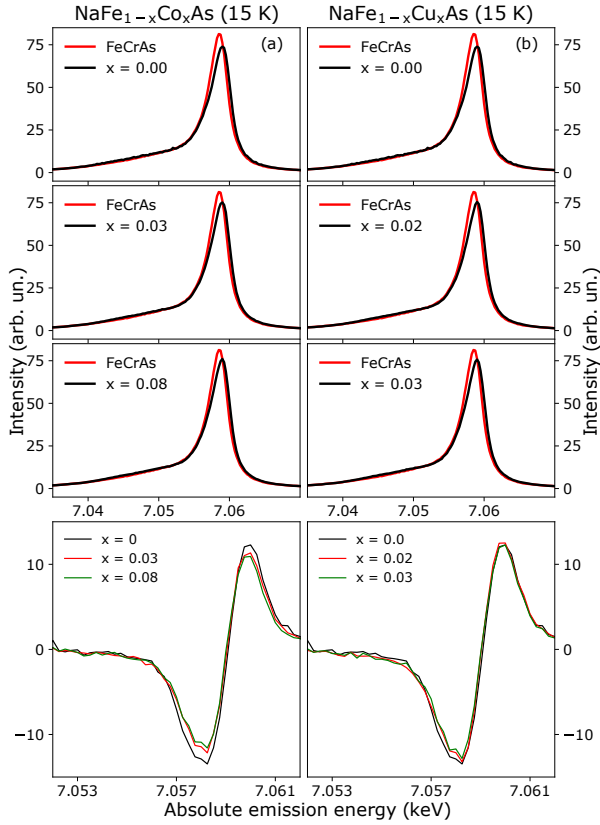 NaFe₁₋ₓCoₓAs (15 K)
NaFe₁₋ₓCuₓAs (15 K)
75
50
25
0
FeCrAs
x = 0.00
(a)
FeCrAs
x = 0.00
(b)
75
50
25
0
75
50
25
0
FeCrAs
x = 0.03
FeCrAs
x = 0.02
75
50
25
0
75
50
25
0
FeCrAs
x = 0.08
FeCrAs
x = 0.03
75
50
25
0
Intensity (arb. un.)
Intensity (arb. un.)
7.04
7.05
7.06
7.04
7.05
7.06
10
0
−10
x = 0
x = 0.03
x = 0.08
x = 0.0
x = 0.02
x = 0.03
10
0
−10
7.053
7.057
7.061
7.053
7.057
7.061
Absolute emission energy (keV)